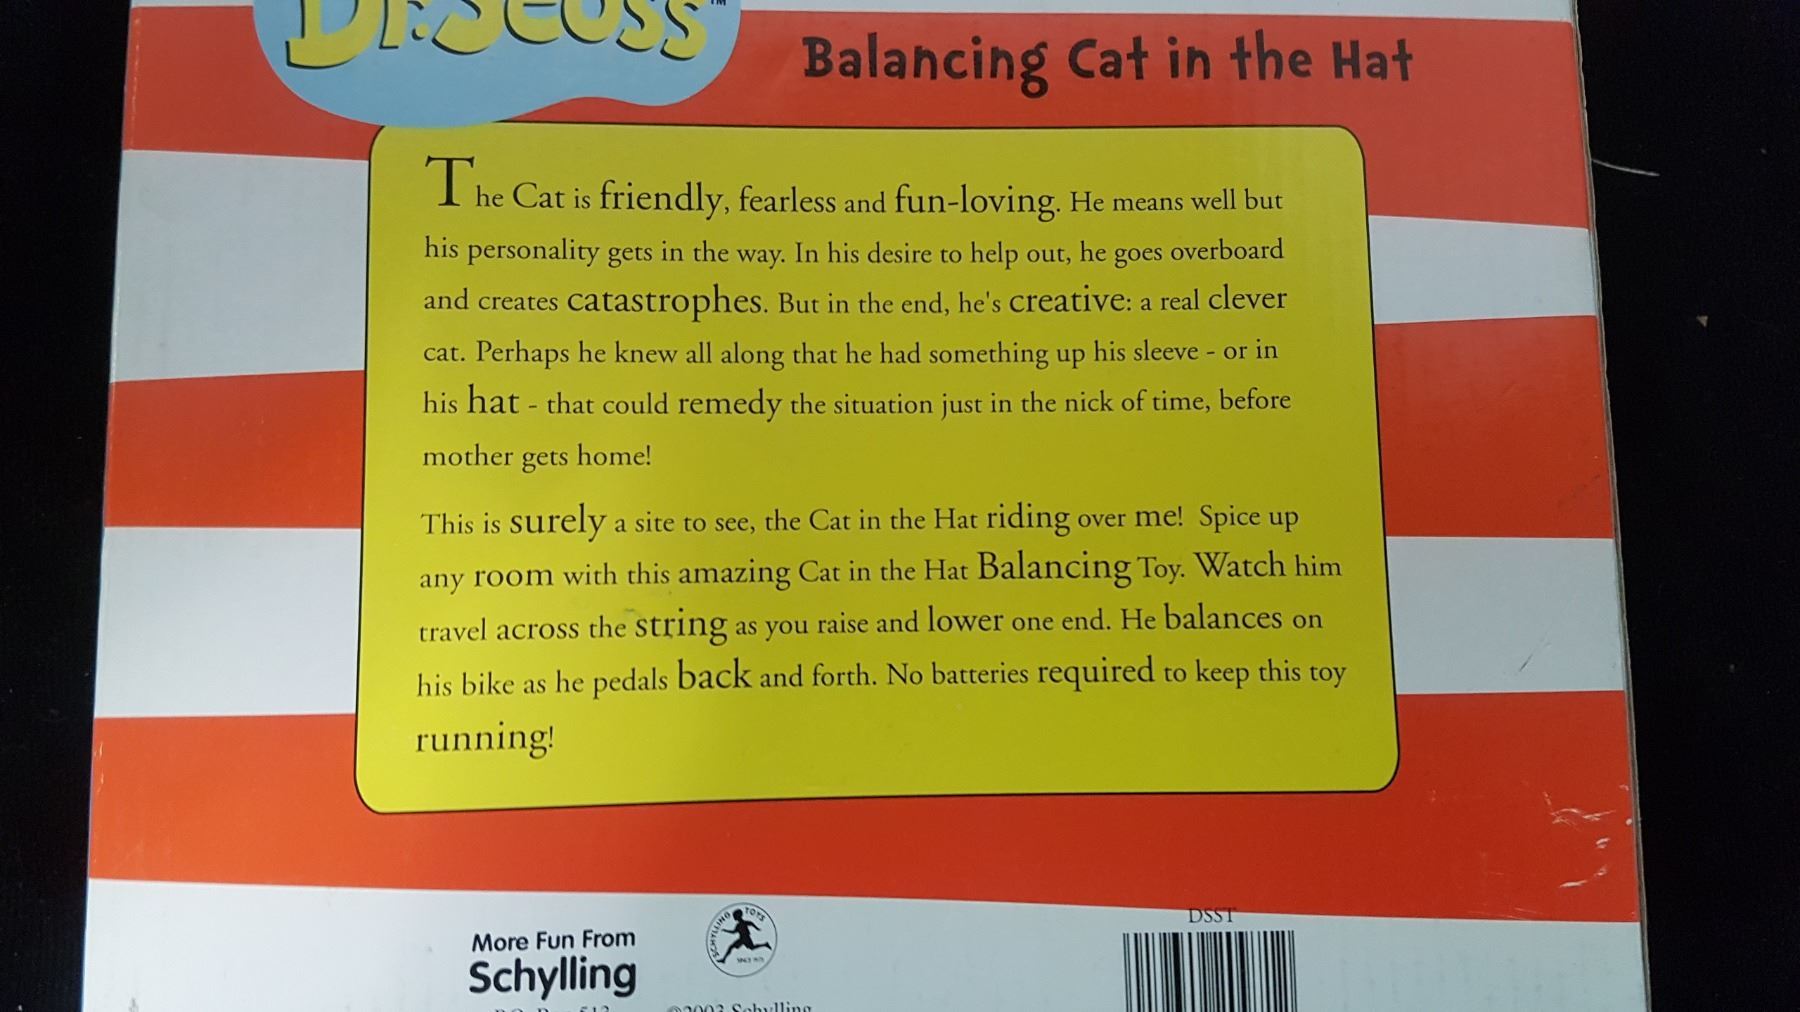 Dr. Seuss™
Balancing Cat in the Hat
The Cat is friendly, fearless and fun-loving. He means well but
his personality gets in the way. In his desire to help out, he goes overboard
and creates catastrophes. But in the end, he's creative: a real clever
cat. Perhaps he knew all along that he had something up his sleeve - or in
his hat - that could remedy the situation just in the nick of time, before
mother gets home!
This is surely a site to see, the Cat in the Hat riding over me! Spice up
any room with this amazing Cat in the Hat Balancing Toy. Watch him
travel across the string as you raise and lower one end. He balances on
his bike as he pedals back and forth. No batteries required to keep this toy
running!
DSST
More Fun From
Schylling
SCHYLLING TOYS
©2003 Schylling